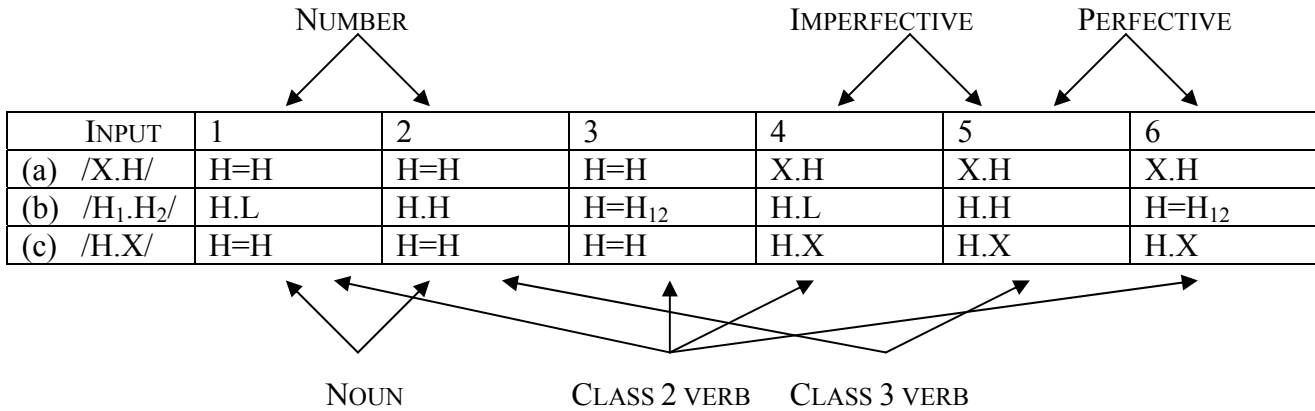 NUMBER IMPERFECTIVE PERFECTIVE
INPUT 1 2 3 4 5 6
(a) /X.H/ H=H H=H H=H X.H X.H X.H
(b) /H₁.H₂/ H.L H.H H=H₁₂ H.L H.H H=H₁₂
(c) /H.X/ H=H H=H H=H H.X H.X H.X
NOUN CLASS 2 VERB CLASS 3 VERB